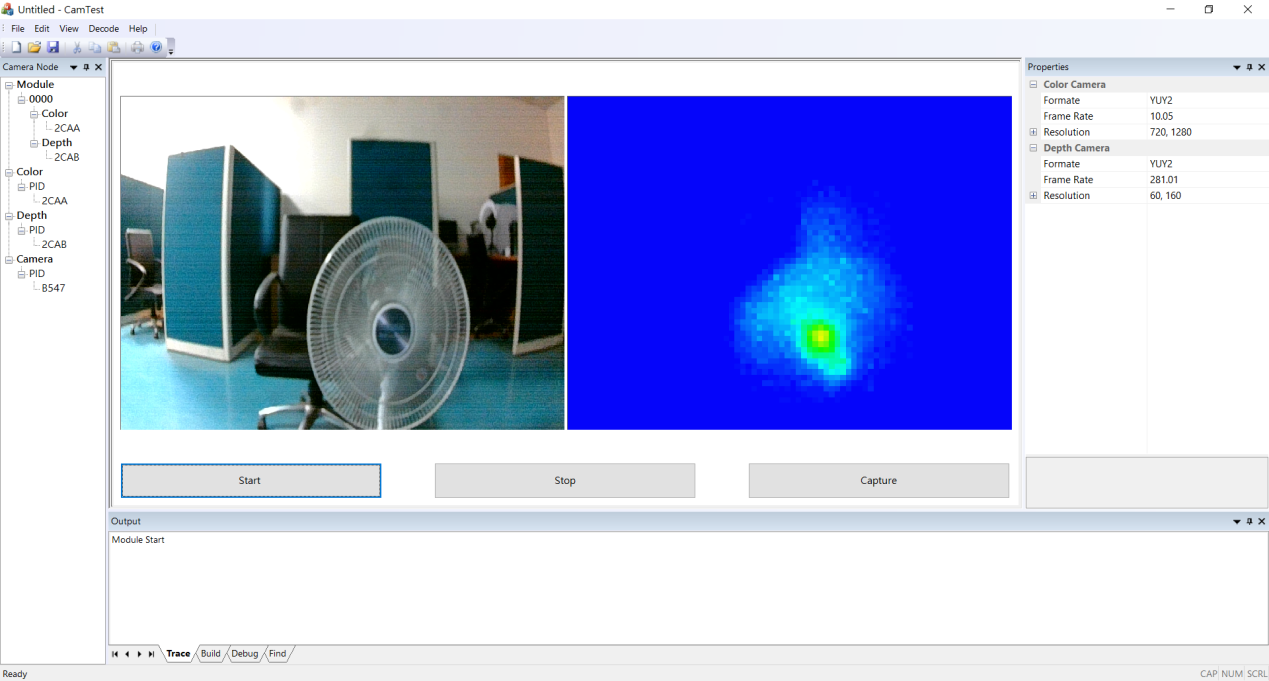 Untitled - CamTest
File Edit View Decode Help
Camera Node
Module
0000
Color
2CAA
Depth
2CAB
Color
PID
2CAA
Depth
PID
2CAB
Camera
PID
B547
Start Stop Capture
Properties
Color Camera
Formate YUY2
Frame Rate 10.05
Resolution 720, 1280
Depth Camera
Formate YUY2
Frame Rate 281.01
Resolution 60, 160
Output
Module Start
Trace Build Debug Find
Ready CAP NUM SCRL